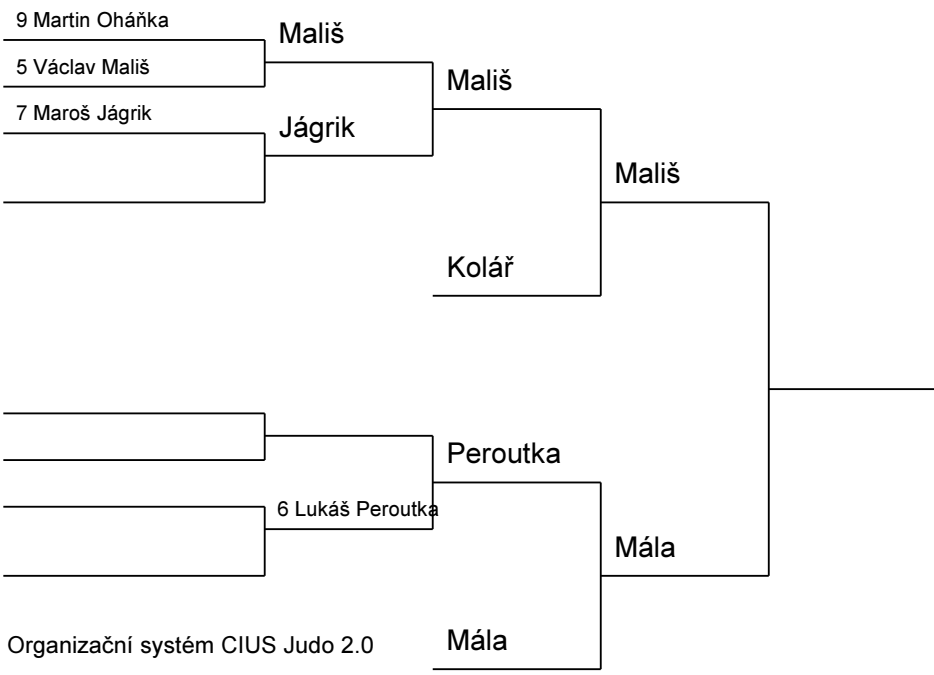 9 Martin Oháňka
Mališ
5 Václav Mališ
Mališ
7 Maroš Jágrik
Jágrik
Mališ
Kolář
Peroutka
6 Lukáš Peroutka
Mála
Organizační systém CIUS Judo 2.0
Mála